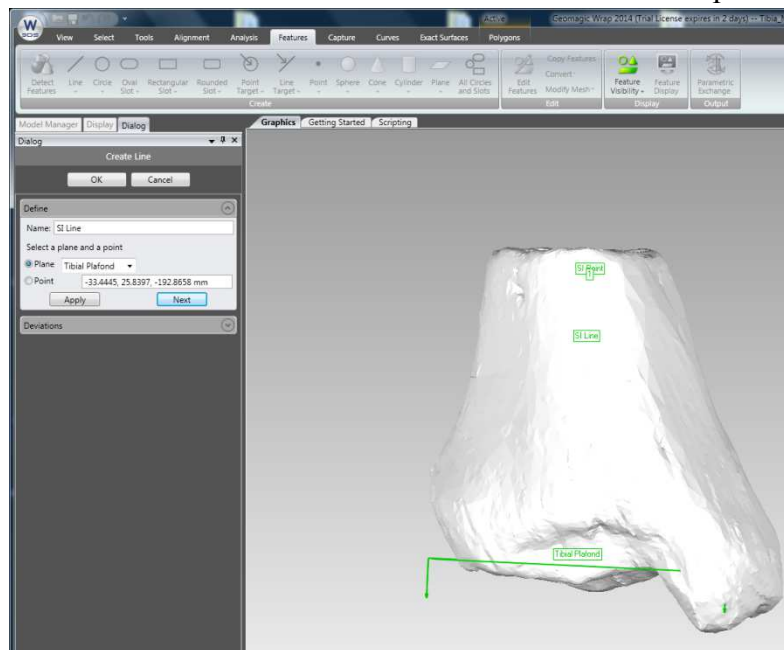 Active
Geomagic Wrap 2014 (Trial License expires in 2 days) -- Tibia_
W
3DS
View Select Tools Alignment Analysis Features Capture Curves Exact Surfaces Polygons
Detect Features
Line
Circle
Oval Slot
Rectangular Slot
Rounded Slot
Point Target
Line Target
Point
Sphere
Cone
Cylinder
Plane
All Circles and Slots
Create
Edit Features
Copy Features
Convert
Modify Mesh
Edit
Feature Visibility
Feature Display
Display
Parametric Exchange
Output
Model Manager Display Dialog
Graphics Getting Started Scripting
Dialog
Create Line
OK Cancel
Define
Name: SI Line
Select a plane and a point
Plane Tibial Plafond
Point -33.4445, 25.8397, -192.8658 mm
Apply Next
Deviations
SI Point
1
SI Line
Tibial Plafond